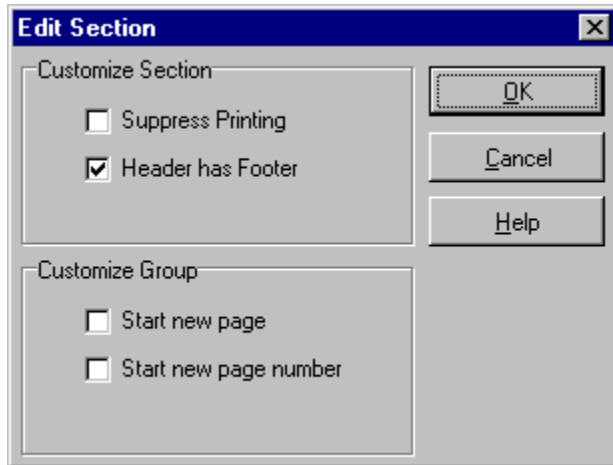 Edit Section
Customize Section
Suppress Printing
Header has Footer
OK
Cancel
Help
Customize Group
Start new page
Start new page number